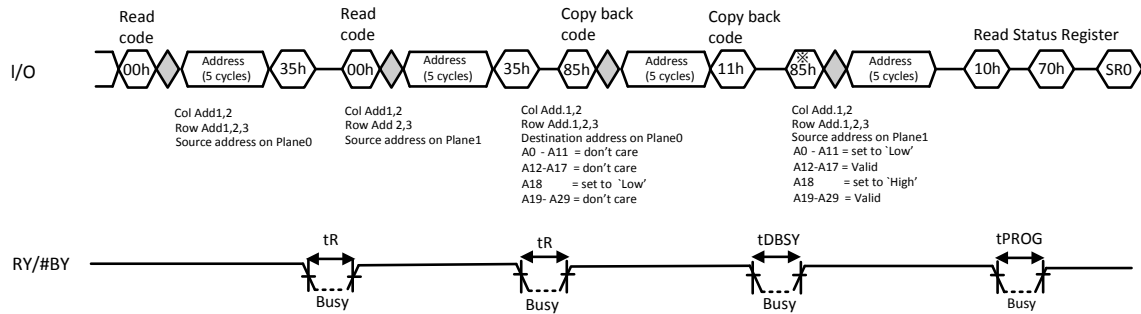 Read code
Read code
Copy back code
Copy back code
Read Status Register
I/O
00h
Address (5 cycles)
35h
00h
Address (5 cycles)
35h
85h
Address (5 cycles)
11h
※
85h
Address (5 cycles)
10h
70h
SR0
Col Add1,2
Row Add1,2,3
Source address on Plane0
Col Add1,2
Row Add 2,3
Source address on Plane1
Col Add.1,2
Row Add.1,2,3
Destination address on Plane0
A0 - A11 = don't care
A12-A17 = don't care
A18 = set to `Low'
A19- A29 = don't care
Col Add.1,2
Row Add.1,2,3
Source address on Plane1
A0 - A11 = set to `Low'
A12-A17 = Valid
A18 = set to `High'
A19-A29 = Valid
RY/#BY
tR
tR
tDBSY
tPROG
Busy
Busy
Busy
Busy